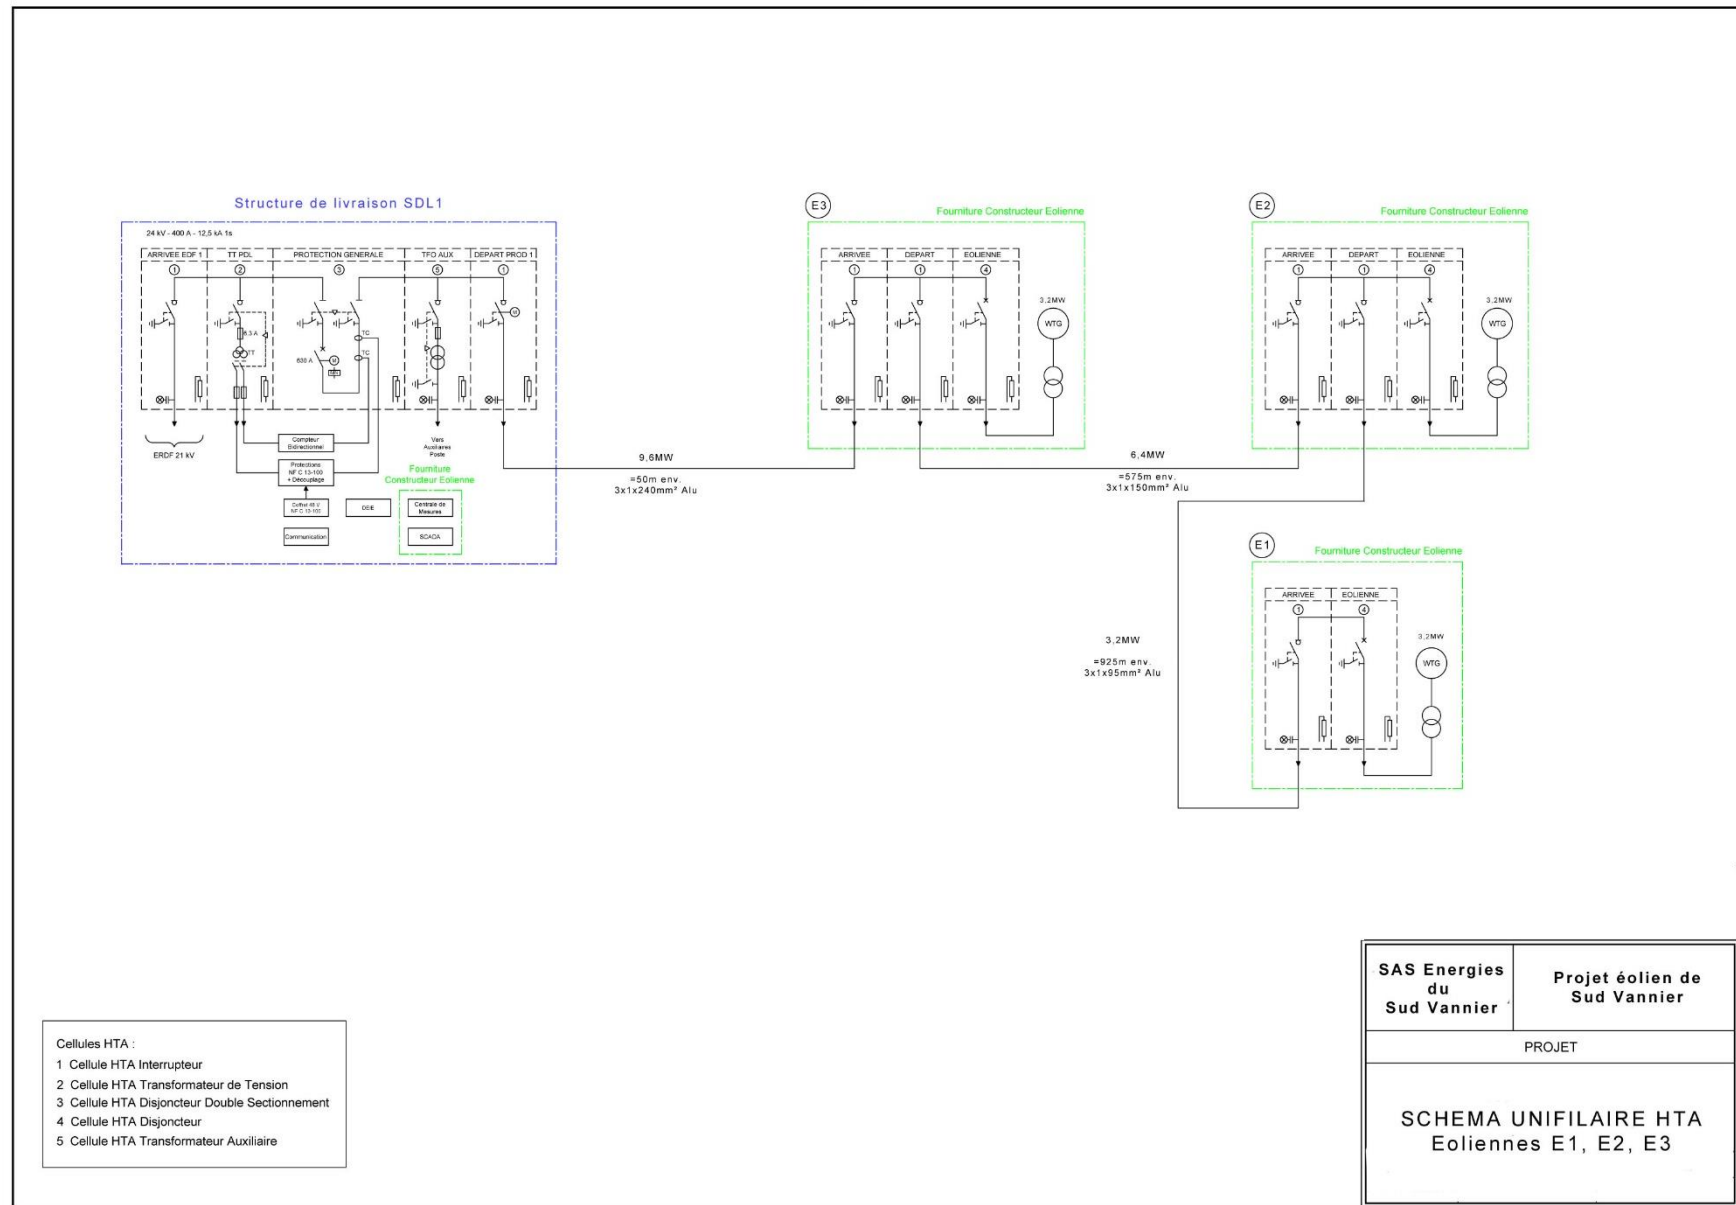 Structure de livraison SDL1
24 kV - 400 A - 12,5 kA 1s
ARRIVEE EDF 1
TT PDL
PROTECTION GENERALE
TFO AUX
DEPART PROD 1
1
2
3
5
1
6.3 A
TT
630 A
M
TC
TC
M
ERDF 21 kV
Compteur
Bidirectionnel
Protections
NF C 13-100
+ Découplage
Coffret 48 V
NF C 13-100
Communication
Vers
Auxiliaires
Poste
Fourniture
Constructeur Eolienne
Centrale de
Mesures
SCADA
9,6MW
=50m env.
3x1x240mm² Alu
E3
Fourniture Constructeur Eolienne
ARRIVEE
DEPART
EOLIENNE
1
1
4
3,2MW
WTG
6,4MW
=575m env.
3x1x150mm² Alu
E2
Fourniture Constructeur Eolienne
ARRIVEE
DEPART
EOLIENNE
1
1
4
3,2MW
WTG
3,2MW
=925m env.
3x1x95mm² Alu
E1
Fourniture Constructeur Eolienne
ARRIVEE
EOLIENNE
1
4
3,2MW
WTG
Cellules HTA :
1 Cellule HTA Interrupteur
2 Cellule HTA Transformateur de Tension
3 Cellule HTA Disjoncteur Double Sectionnement
4 Cellule HTA Disjoncteur
5 Cellule HTA Transformateur Auxiliaire
SAS Energies
du
Sud Vannier
Projet éolien de
Sud Vannier
PROJET
SCHEMA UNIFILAIRE HTA
Eoliennes E1, E2, E3